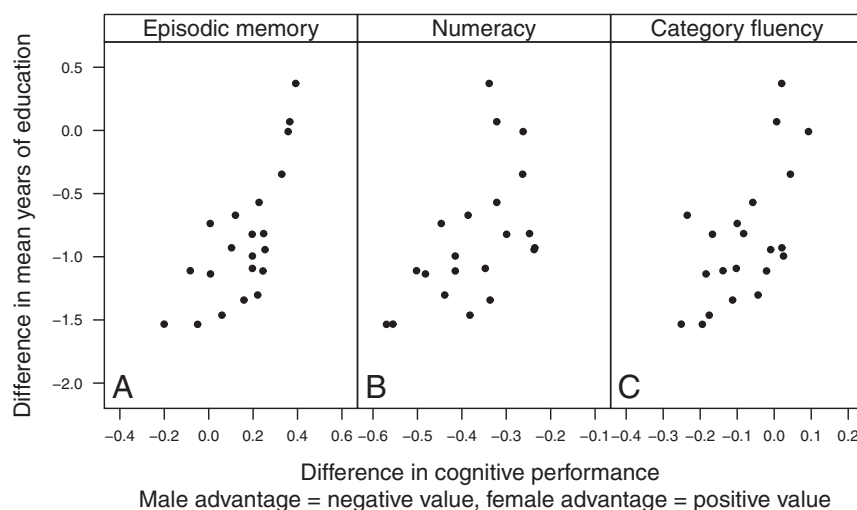 Episodic memory
Numeracy
Category fluency
Difference in mean years of education
0.5
0.0
−0.5
−1.0
−1.5
−2.0
A
B
C
−0.4 −0.2 0.0 0.2 0.4 0.6
−0.6 −0.5 −0.4 −0.3 −0.2 −0.1
−0.4 −0.3 −0.2 −0.1 0.0 0.1 0.2
Difference in cognitive performance
Male advantage = negative value, female advantage = positive value